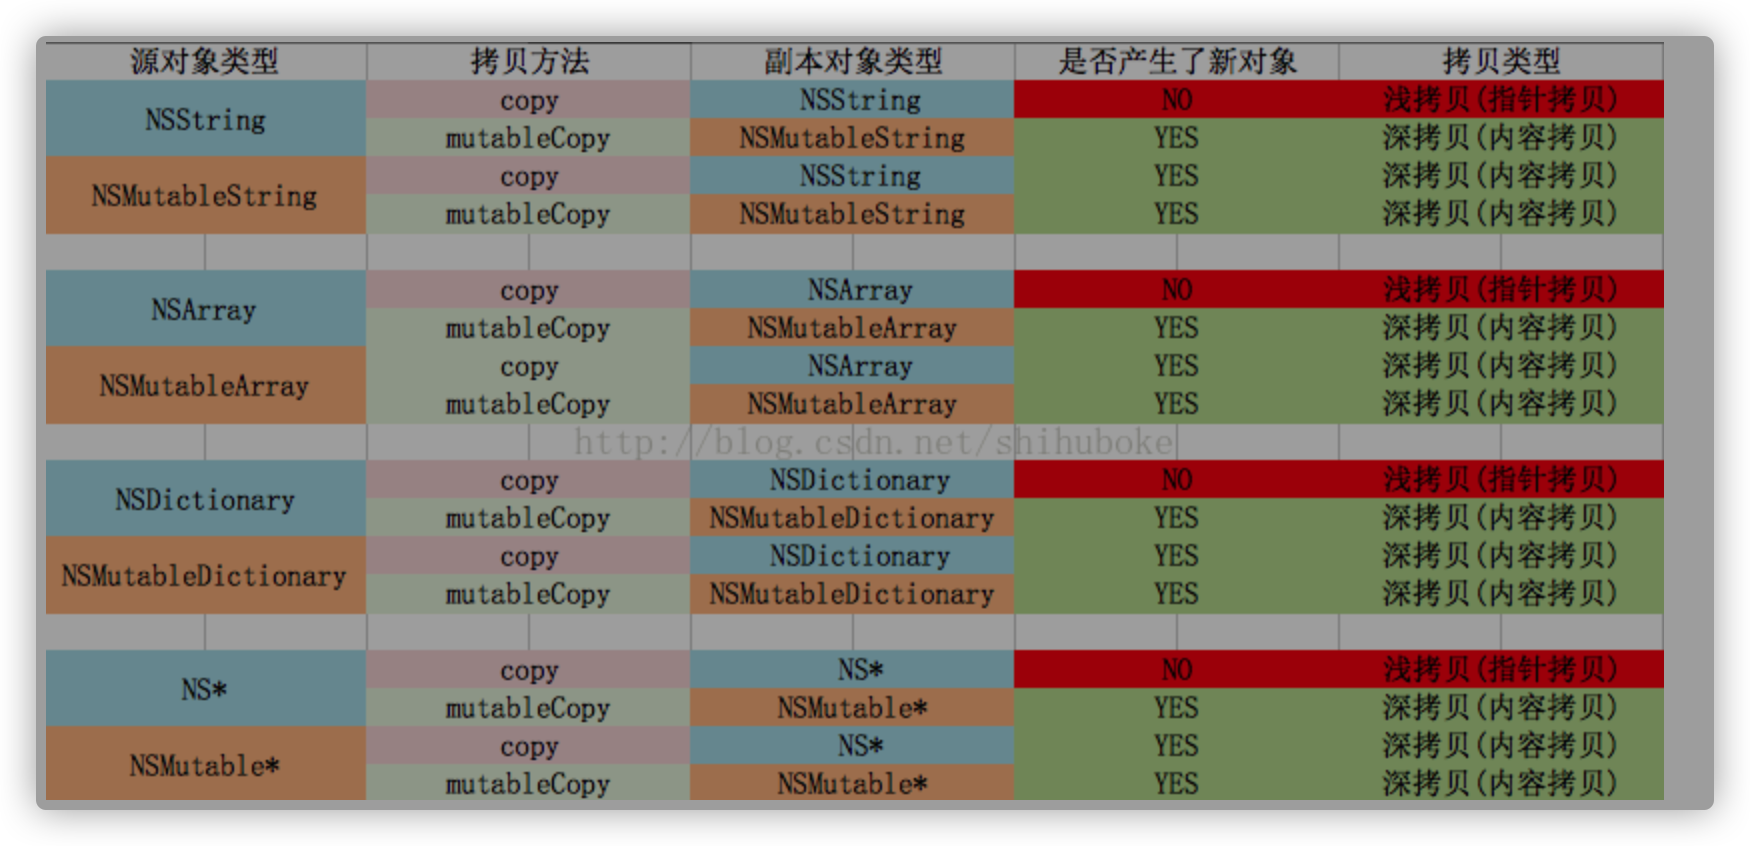 源对象类型 拷贝方法 副本对象类型 是否产生了新对象 拷贝类型
NSString copy NSString NO 浅拷贝(指针拷贝)
mutableCopy NSMutableString YES 深拷贝(内容拷贝)
NSMutableString copy NSString YES 深拷贝(内容拷贝)
mutableCopy NSMutableString YES 深拷贝(内容拷贝)
NSArray copy NSArray NO 浅拷贝(指针拷贝)
mutableCopy NSMutableArray YES 深拷贝(内容拷贝)
NSMutableArray copy NSArray YES 深拷贝(内容拷贝)
mutableCopy NSMutableArray YES 深拷贝(内容拷贝)
http://blog.csdn.net/shihuboke
NSDictionary copy NSDictionary NO 浅拷贝(指针拷贝)
mutableCopy NSMutableDictionary YES 深拷贝(内容拷贝)
NSMutableDictionary copy NSDictionary YES 深拷贝(内容拷贝)
mutableCopy NSMutableDictionary YES 深拷贝(内容拷贝)
NS* copy NS* NO 浅拷贝(指针拷贝)
mutableCopy NSMutable* YES 深拷贝(内容拷贝)
NSMutable* copy NS* YES 深拷贝(内容拷贝)
mutableCopy NSMutable* YES 深拷贝(内容拷贝)